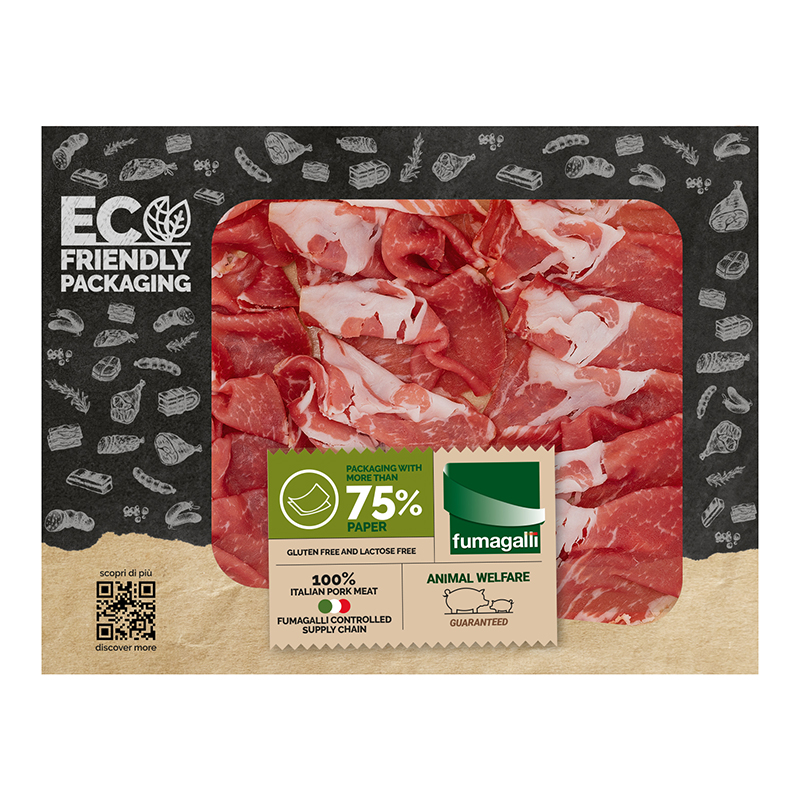 ECO
FRIENDLY
PACKAGING
PACKAGING WITH
MORE THAN
75%
PAPER
fumagalli
GLUTEN FREE AND LACTOSE FREE
100%
ITALIAN PORK MEAT
FUMAGALLI CONTROLLED
SUPPLY CHAIN
ANIMAL WELFARE
GUARANTEED
scopri di più
discover more